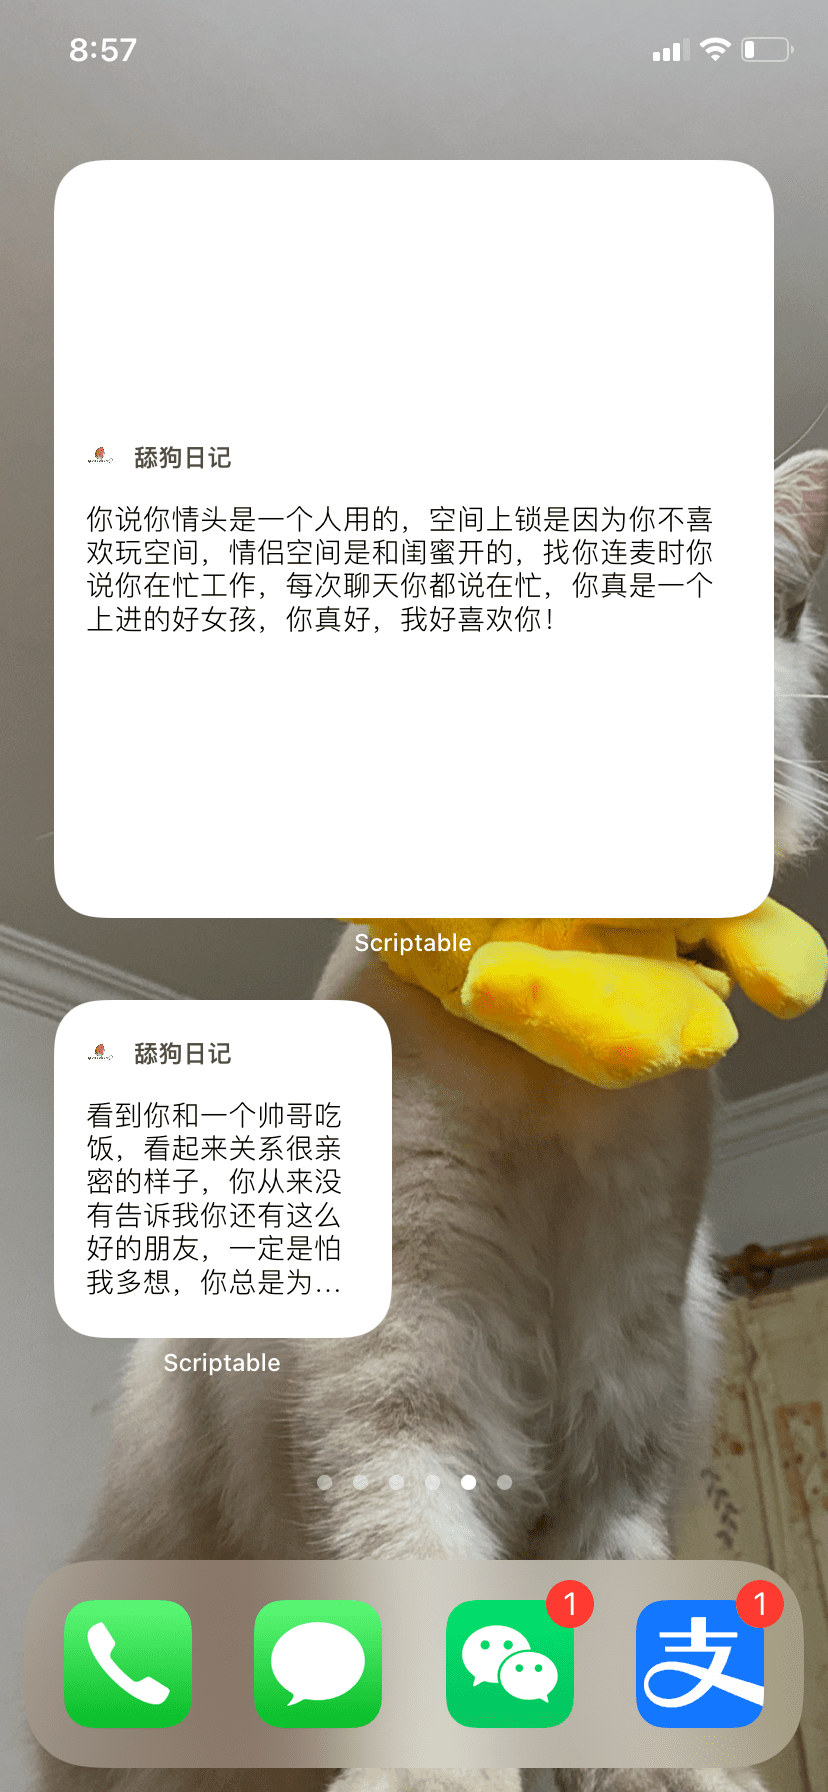 8:57
舔狗日记
你说你情头是一个人用的，空间上锁是因为你不喜
欢玩空间，情侣空间是和闺蜜开的，找你连麦时你
说你在忙工作，每次聊天你都说在忙，你真是一个
上进的好女孩，你真好，我好喜欢你！
Scriptable
舔狗日记
看到你和一个帅哥吃
饭，看起来关系很亲
密的样子，你从来没
有告诉我你还有这么
好的朋友，一定是怕
我多想，你总是为...
Scriptable
1
1
支